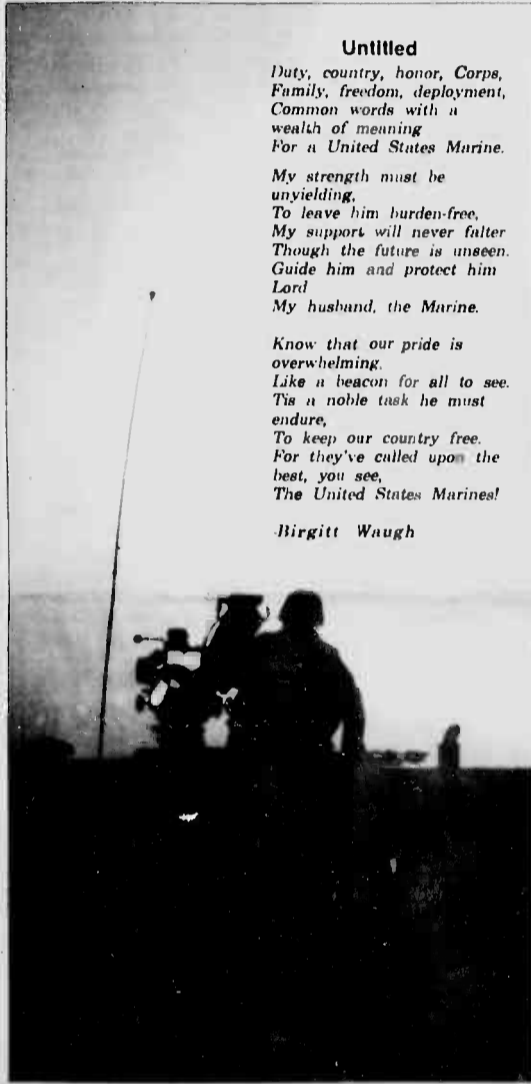 Untitled
Duty, country, honor, Corps,
Family, freedom, deployment,
Common words with a
wealth of meaning
For a United States Marine.
My strength must be
unyielding,
To leave him burden-free,
My support will never falter
Though the future is unseen.
Guide him and protect him
Lord
My husband, the Marine.
Know that our pride is
overwhelming.
Like a beacon for all to see.
Tis a noble task he must
endure,
To keep our country free.
For they've called upon the
best, you see,
The United States Marines!
-Birgitt Waugh